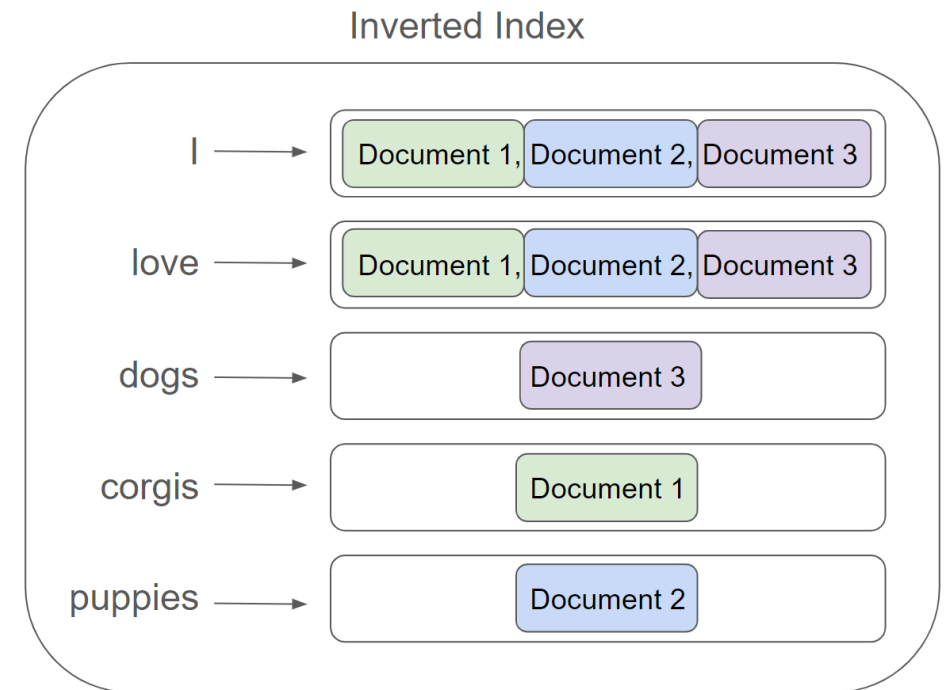 Inverted Index
I Document 1, Document 2, Document 3
love Document 1, Document 2, Document 3
dogs Document 3
corgis Document 1
puppies Document 2